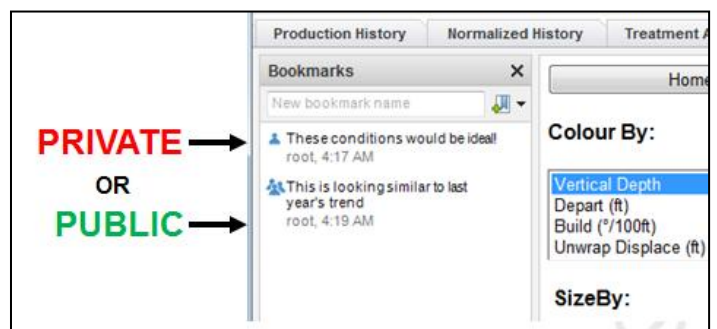 Production History
Normalized History
Treatment A
Bookmarks
New bookmark name
PRIVATE
OR
PUBLIC
These conditions would be ideal!
root, 4:17 AM
This is looking similar to last
year's trend
root, 4:19 AM
Home
Colour By:
Vertical Depth
Depart (ft)
Build (°/100ft)
Unwrap Displace (ft)
SizeBy: